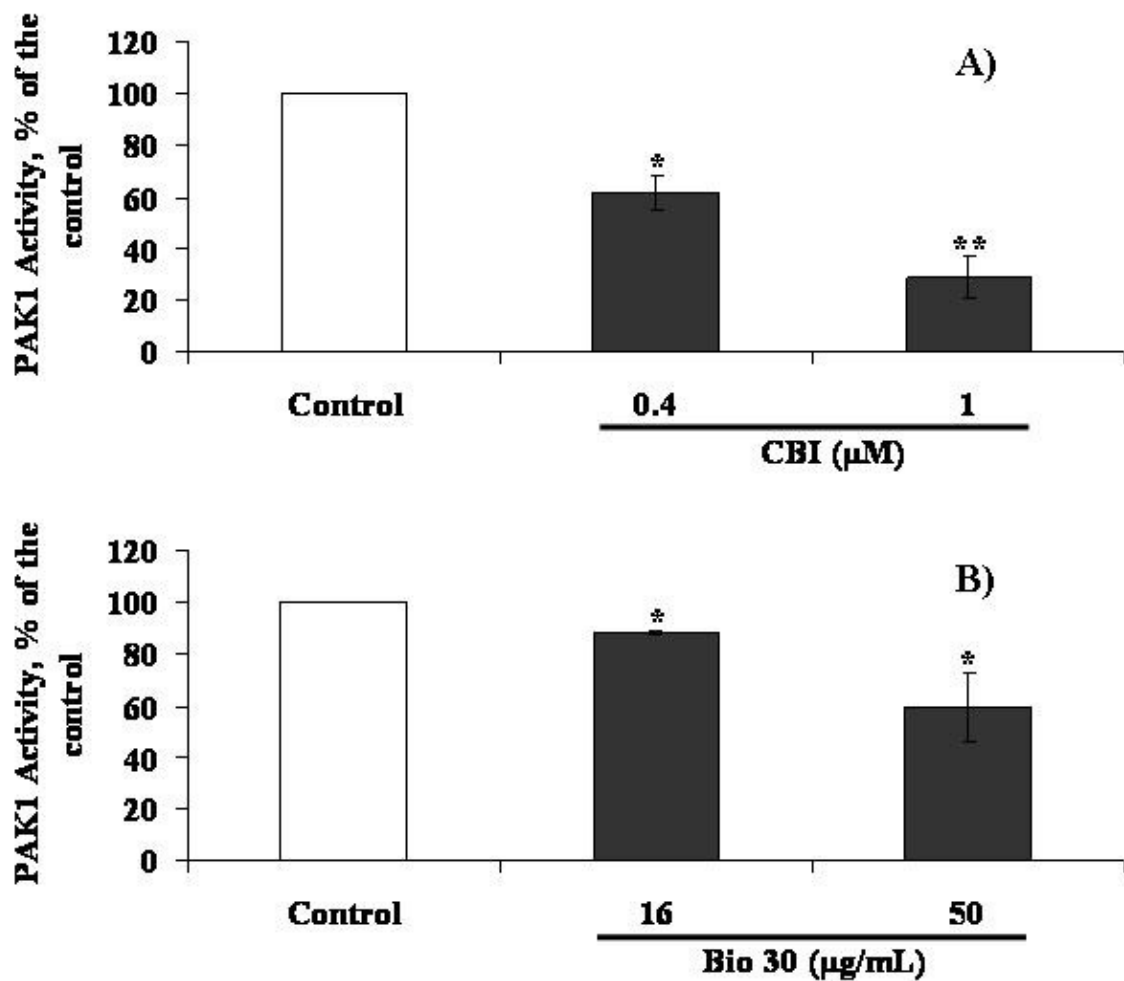 PAK1 Activity, % of the
control
120
100
80
60
40
20
0
A)
*
**
Control
0.4
1
CBI (µM)
PAK1 Activity, % of the
control
120
100
80
60
40
20
0
B)
*
*
Control
16
50
Bio 30 (µg/mL)